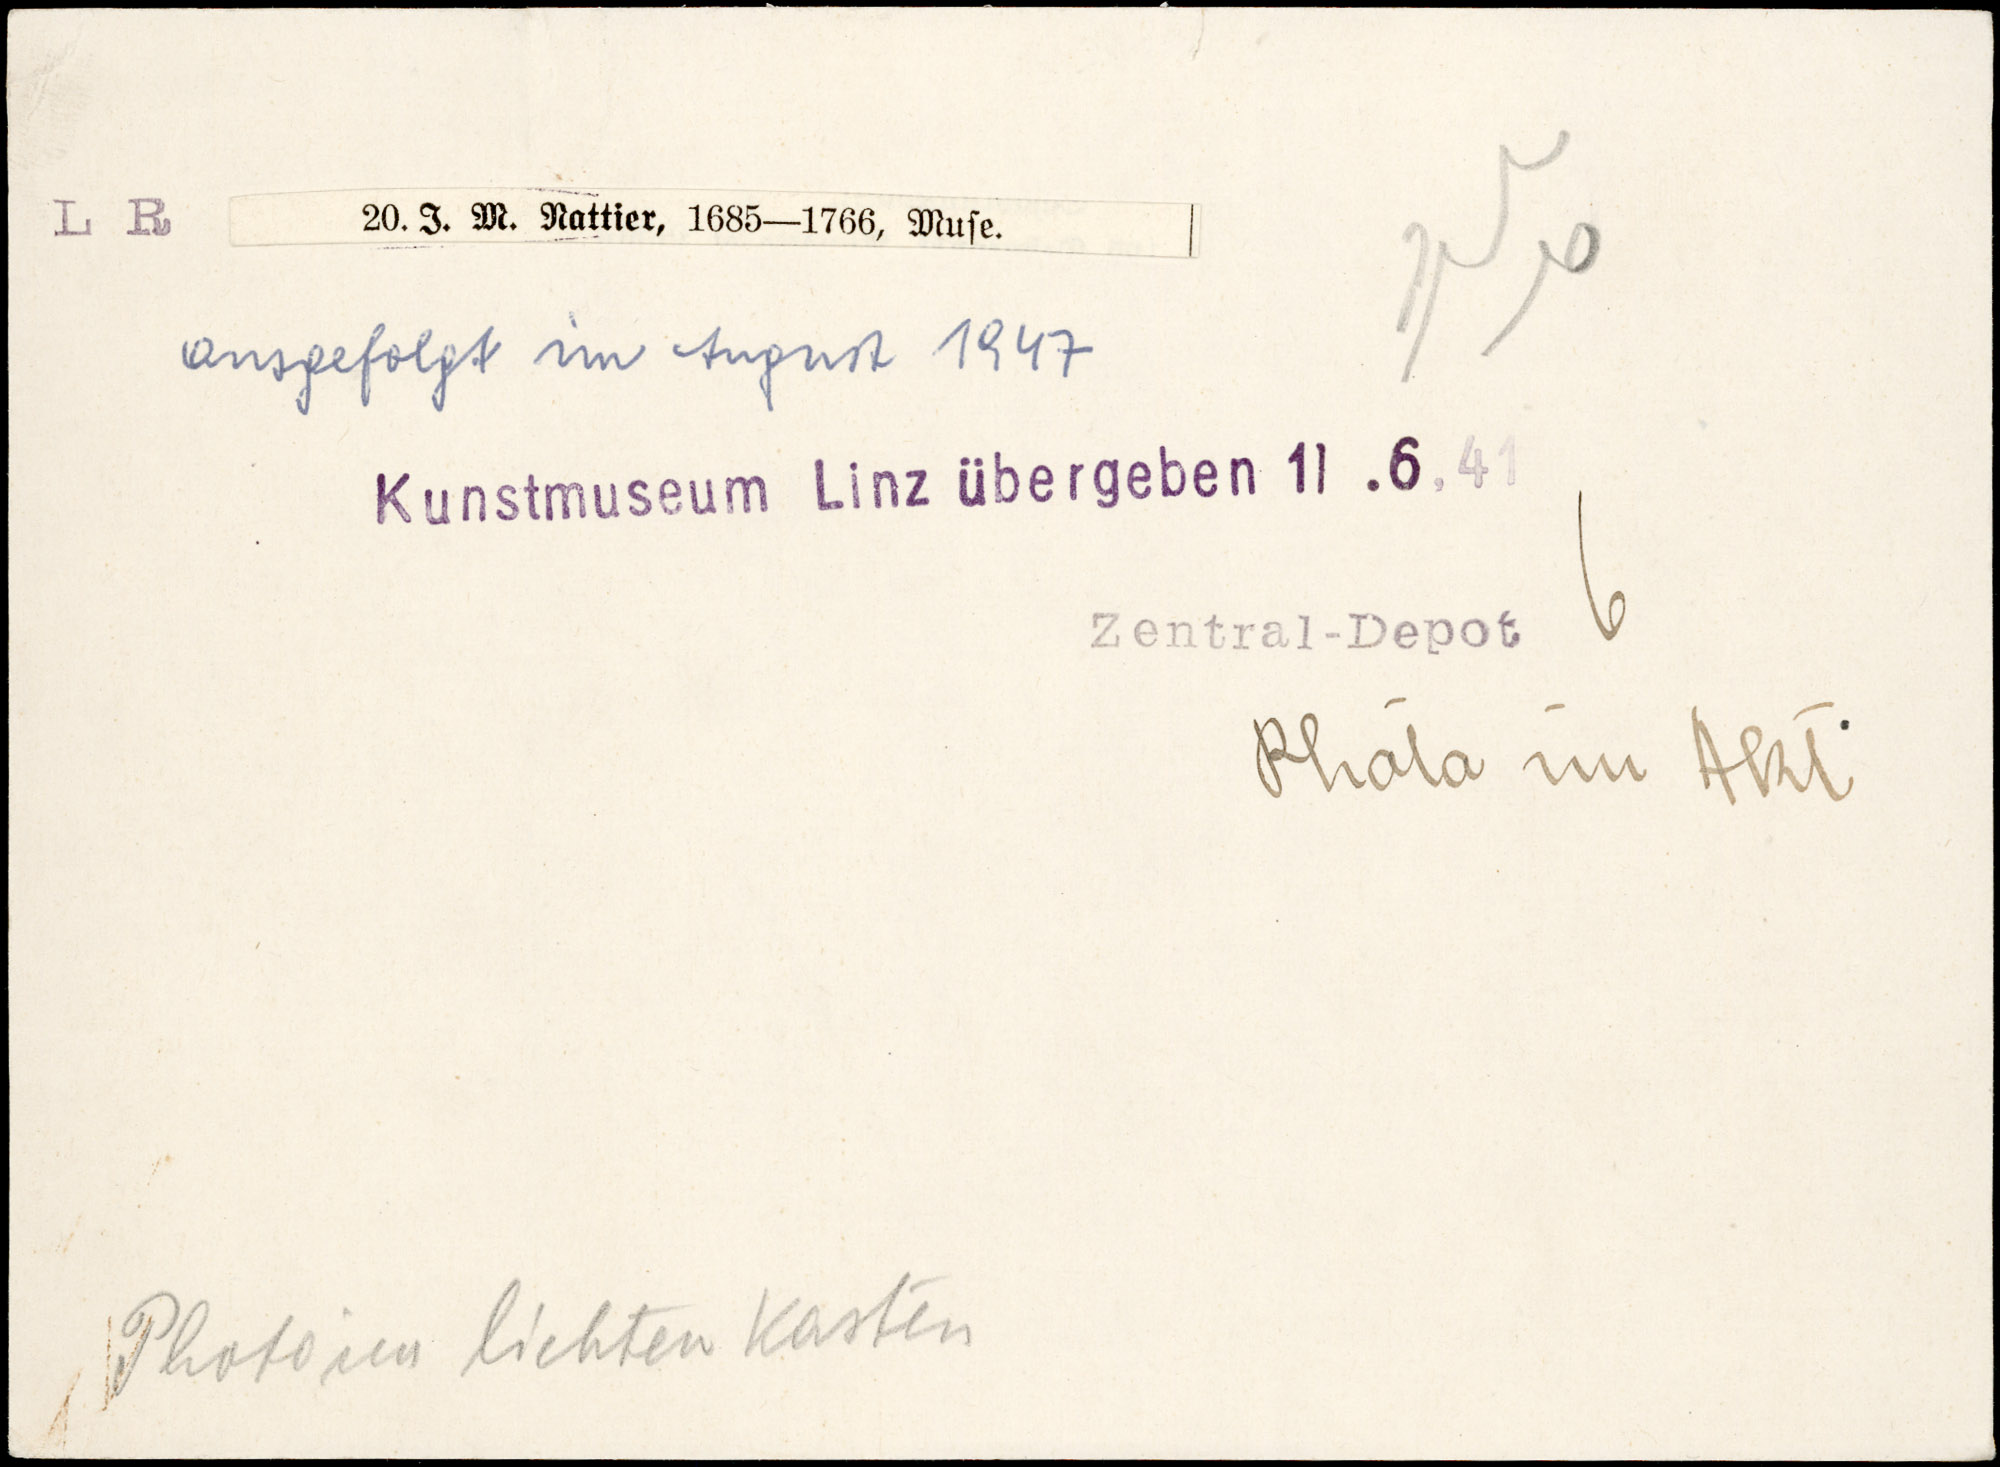 L R 20. J. M. Nattier, 1685—1766, Muse.
ausgefolgt im August 1947
Kunstmuseum Linz übergeben 11.6.41
Zentral-Depot 6
Photo im Akt
Photo im lichten Kasten